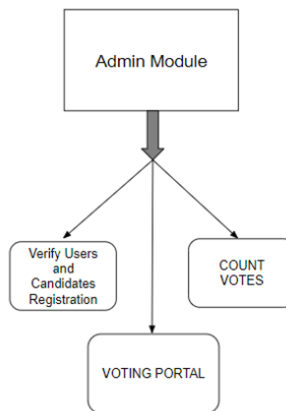 Admin Module
Verify Users
and
Candidates
Registration
COUNT
VOTES
VOTING PORTAL